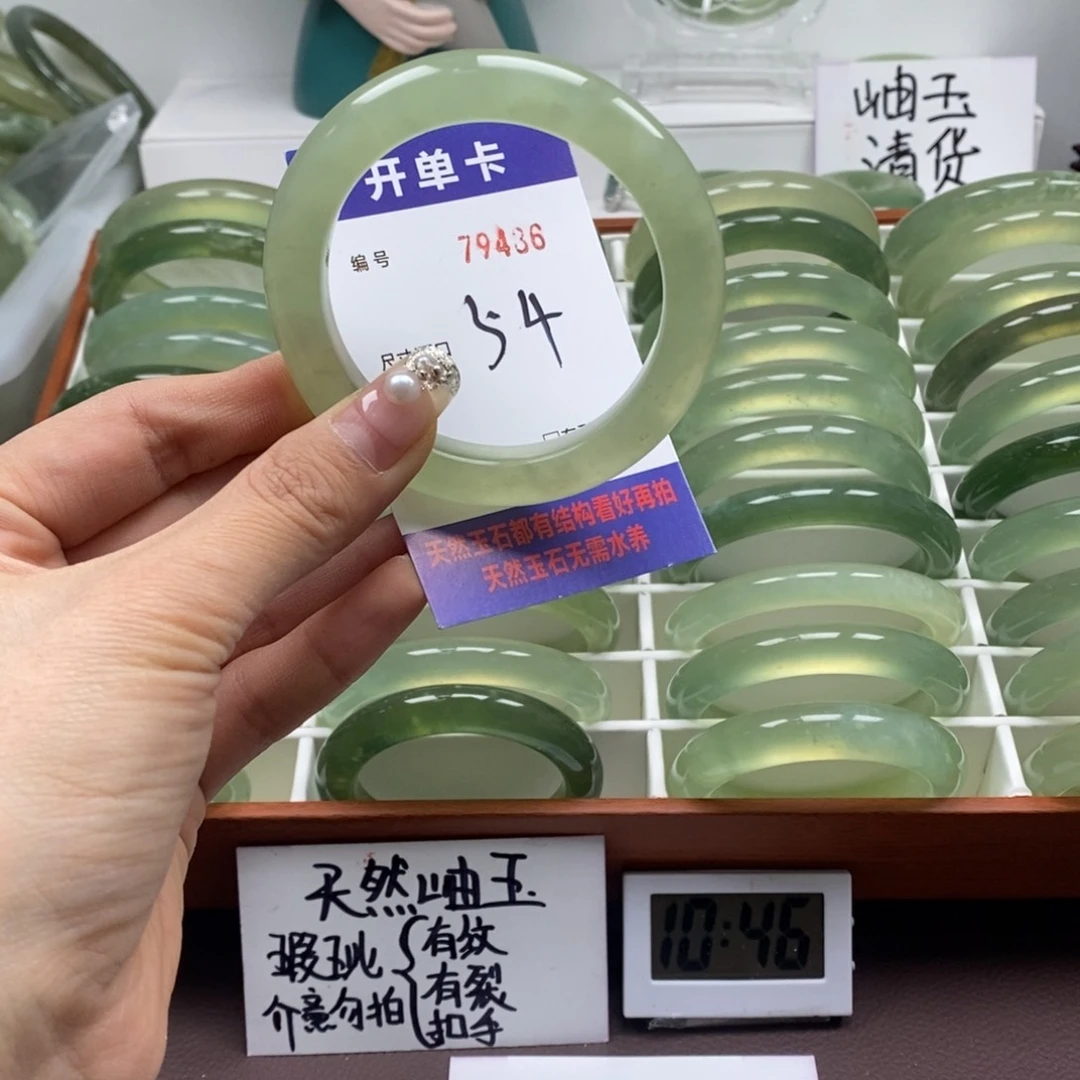 岫玉
清货
开单卡
编号 79436
54
天然玉石都有结构看好再拍
天然玉石无需水养
天然岫玉
瑕玼 有纹
有裂
介意勿拍 扣手
10:46